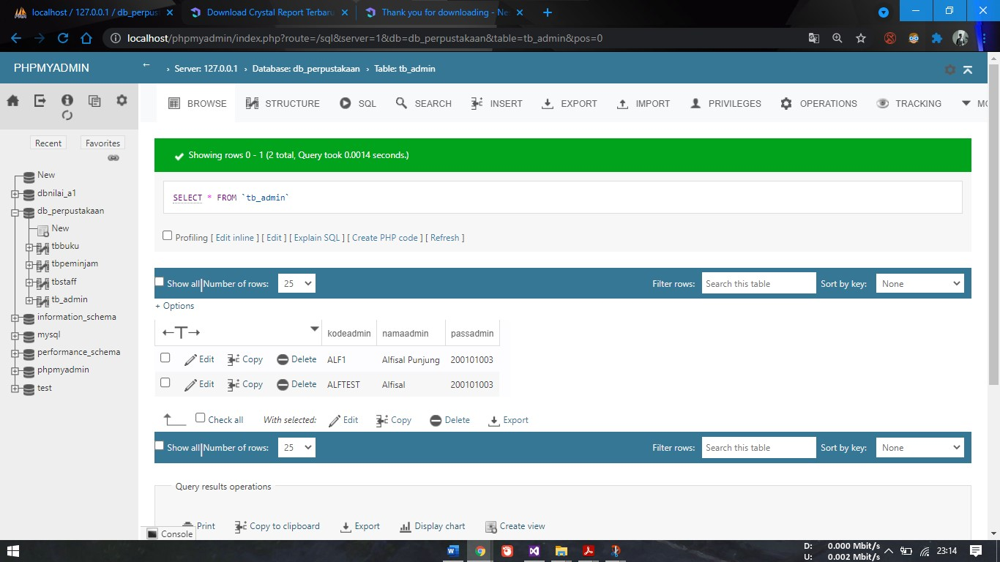 localhost / 127.0.0.1 / db_perpus
Download Crystal Report Terbaru
Thank you for downloading - Ne
localhost/phpmyadmin/index.php?route=/sql&server=1&db=db_perpustakaan&table=tb_admin&pos=0
PHPMYADMIN
← › Server: 127.0.0.1 › Database: db_perpustakaan › Table: tb_admin
BROWSE STRUCTURE SQL SEARCH INSERT EXPORT IMPORT PRIVILEGES OPERATIONS TRACKING MO
Recent Favorites
New
dbnilai_a1
db_perpustakaan
New
tbbuku
tbpeminjam
tbstaff
tb_admin
information_schema
mysql
performance_schema
phpmyadmin
test
Showing rows 0 - 1 (2 total, Query took 0.0014 seconds.)
SELECT * FROM `tb_admin`
Profiling [ Edit inline ] [ Edit ] [ Explain SQL ] [ Create PHP code ] [ Refresh ]
Show all | Number of rows: 25 Filter rows: Search this table Sort by key: None
+ Options
←T→ kodeadmin namaadmin passadmin
Edit Copy Delete ALF1 Alfisal Punjung 200101003
Edit Copy Delete ALFTEST Alfisal 200101003
Check all With selected: Edit Copy Delete Export
Show all | Number of rows: 25 Filter rows: Search this table Sort by key: None
Query results operations
Print Copy to clipboard Export Display chart Create view
Console
D: 0.000 Mbit/s
U: 0.002 Mbit/s
23:14